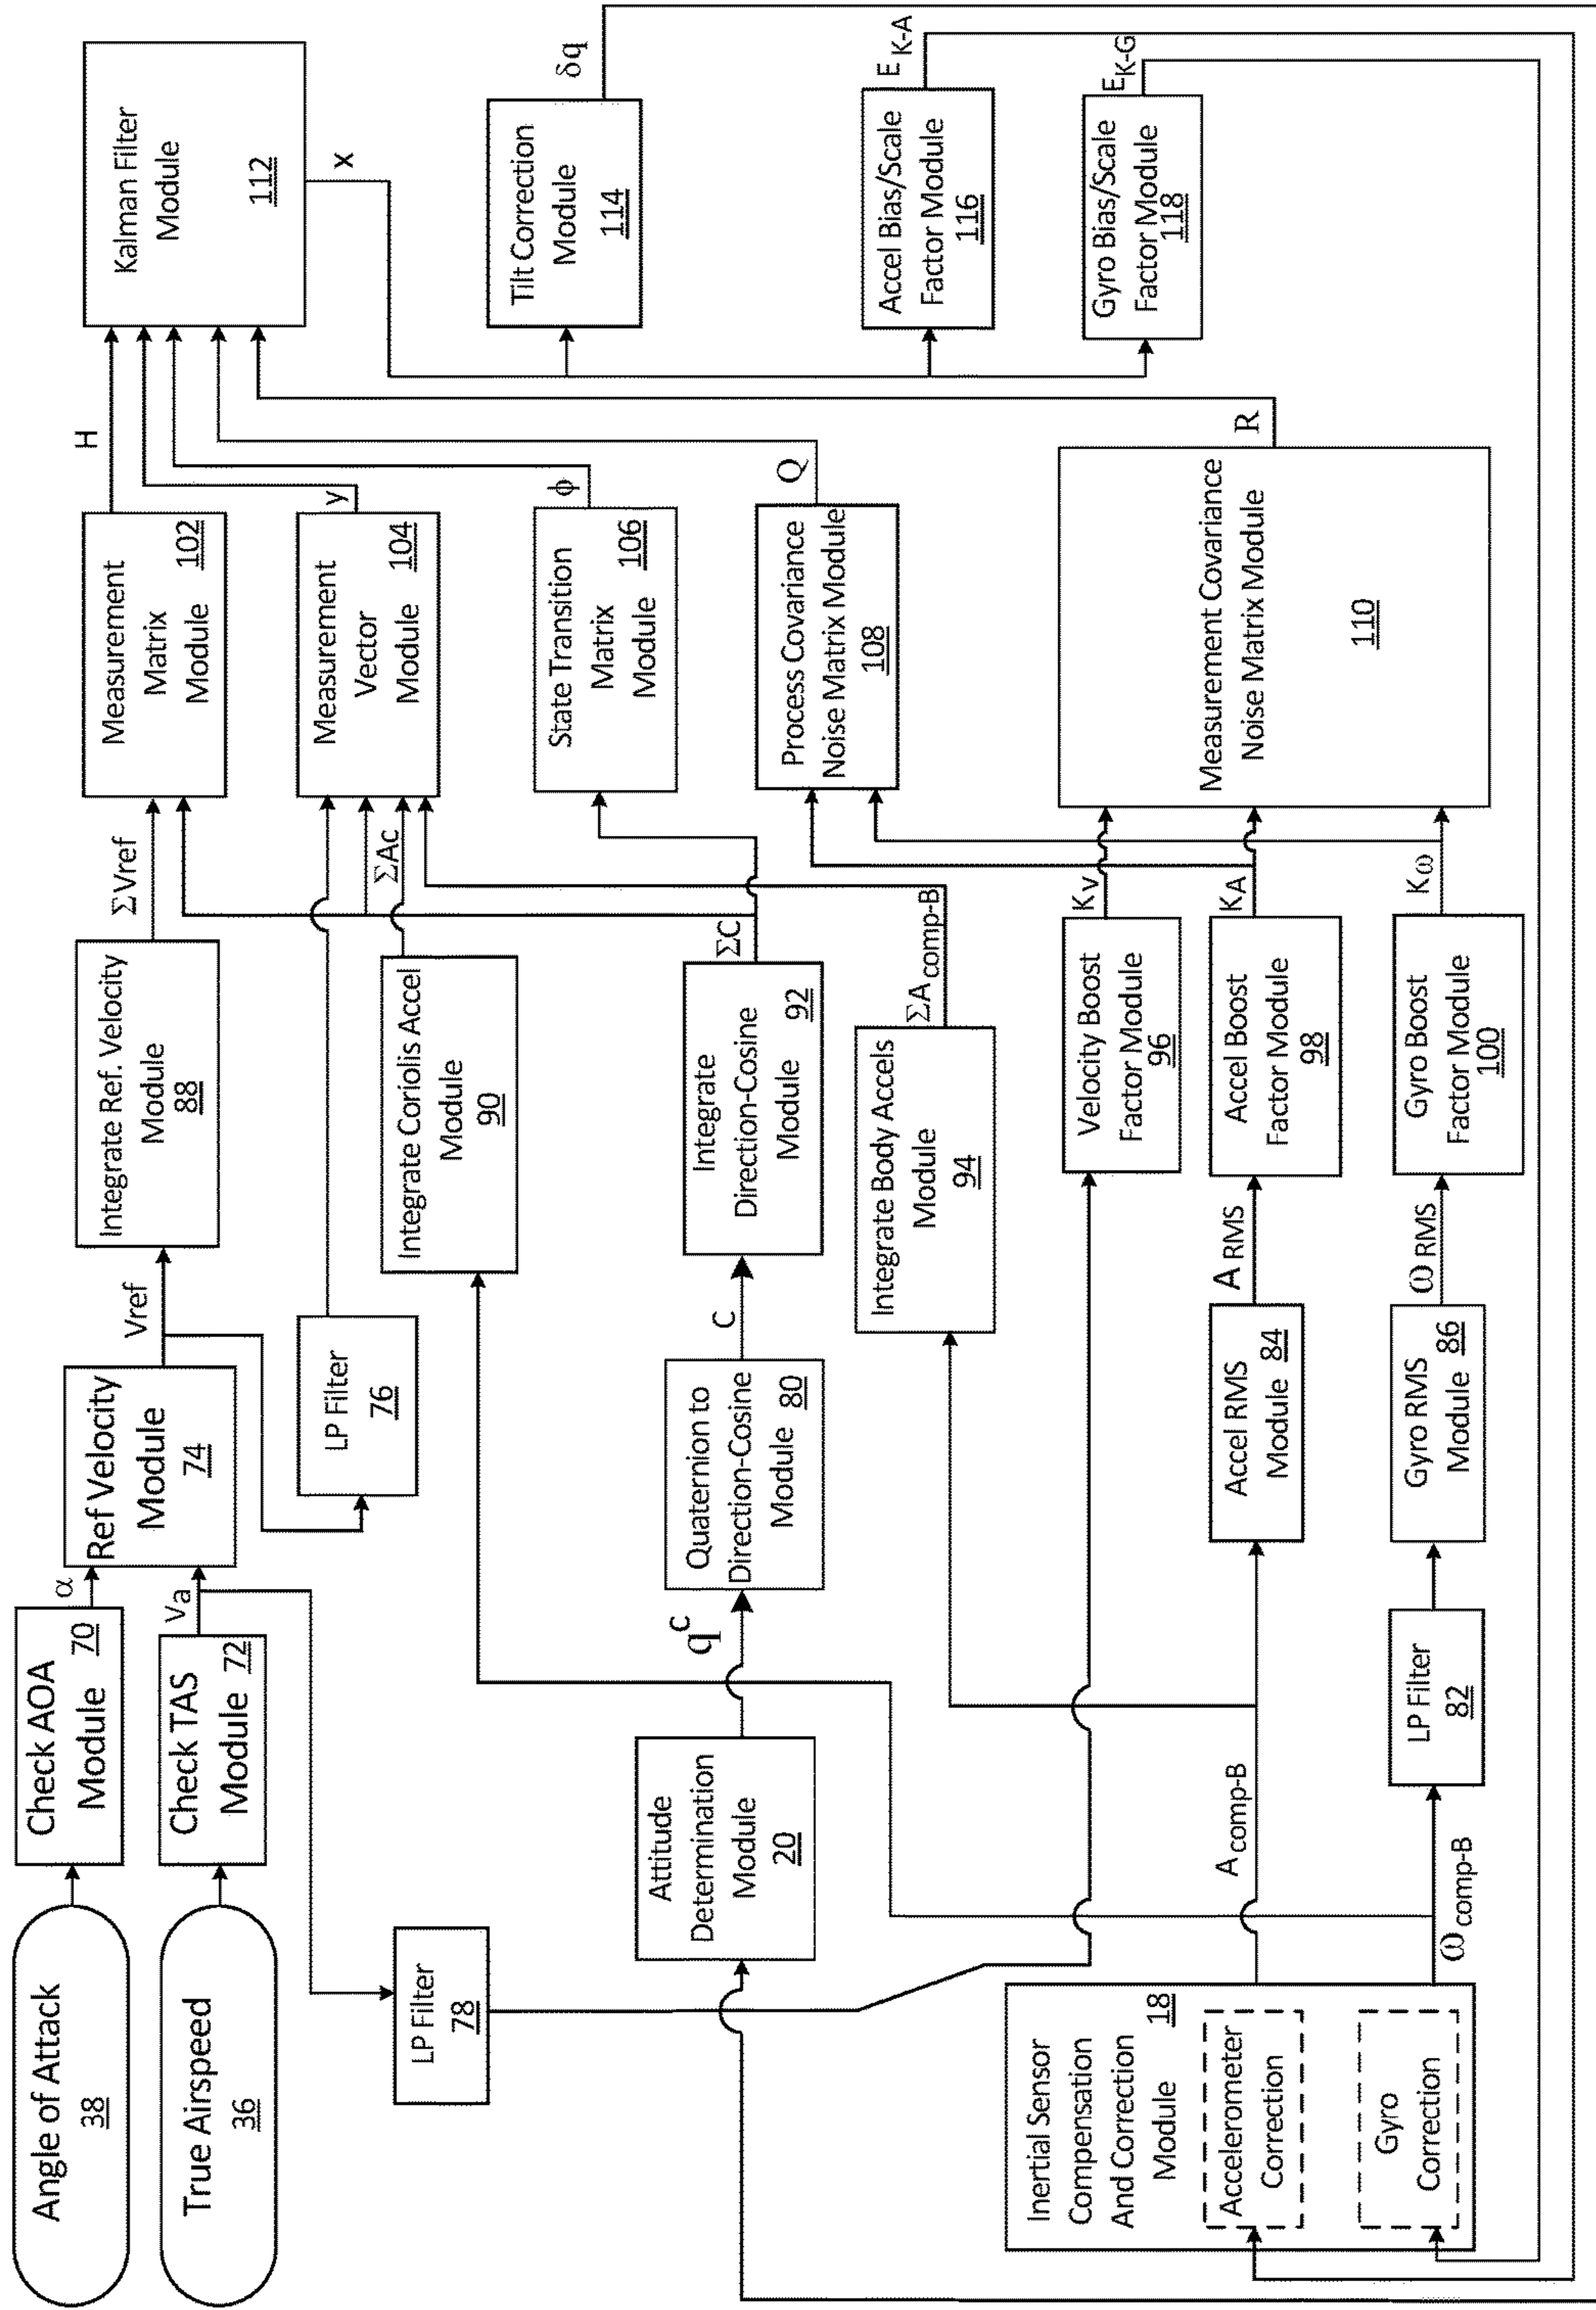 Angle of Attack
38
True Airspeed
36
Check AOA
Module 70
α
Check TAS
Module 72
Va
Ref Velocity
Module
74
Vref
LP Filter
76
LP Filter
78
Integrate Ref. Velocity
Module
88
ΣVref
Integrate Coriolis Accel
Module
90
ΣAc
Attitude
Determination
Module
20
qC
Quaternion to
Direction-Cosine
Module 80
C
Integrate
Direction-Cosine
Module 92
ΣC
Integrate Body Accels
Module
94
ΣAcomp-B
Inertial Sensor
Compensation
And Correction
Module 18
Accelerometer
Correction
Gyro
Correction
Acomp-B
ωcomp-B
LP Filter
82
Accel RMS
Module 84
A RMS
Gyro RMS
Module 86
ω RMS
Velocity Boost
Factor Module
96
Kv
Accel Boost
Factor Module
98
KA
Gyro Boost
Factor Module
100
Kω
Measurement
Matrix
Module 102
H
Measurement
Vector
Module 104
y
State Transition
Matrix
Module 106
ϕ
Process Covariance
Noise Matrix Module
108
Q
Measurement Covariance
Noise Matrix Module
110
R
Kalman Filter
Module
112
x
Tilt Correction
Module
114
δq
Accel Bias/Scale
Factor Module
116
E K-A
Gyro Bias/Scale
Factor Module
118
EK-G